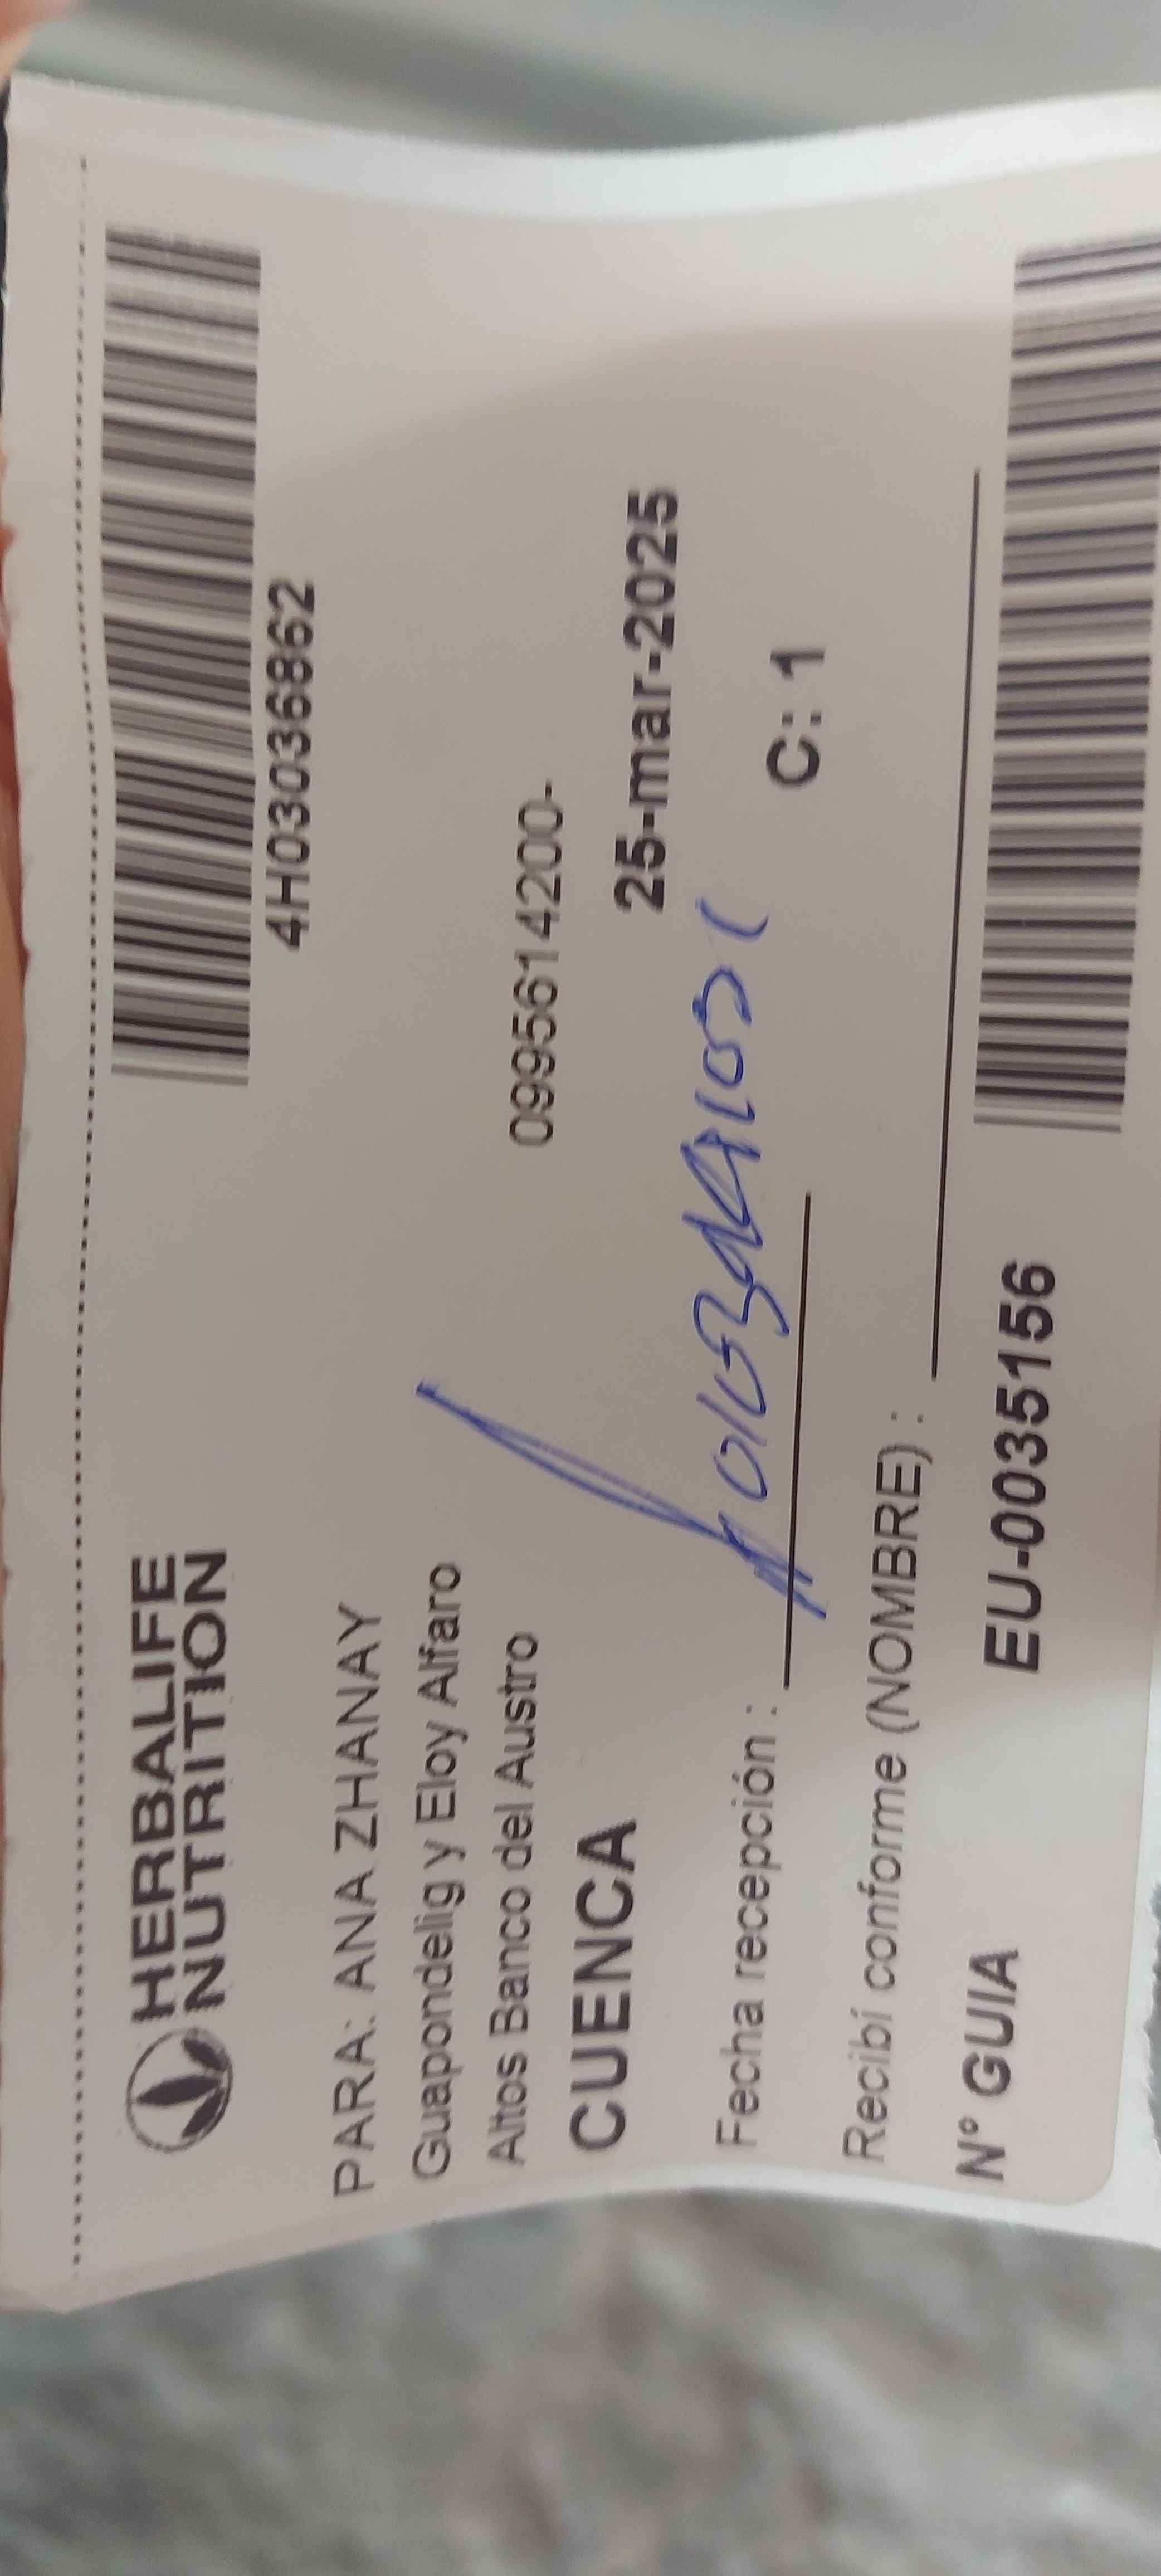 HERBALIFE
NUTRITION
4H03036862
PARA: ANA ZHANAY
Guapondelig y Eloy Alfaro
Altos Banco del Austro
0995614200-
CUENCA
25-mar-2025
Fecha recepción :
C: 1
Recibí conforme (NOMBRE) :
Nº GUIA
EU-0035156